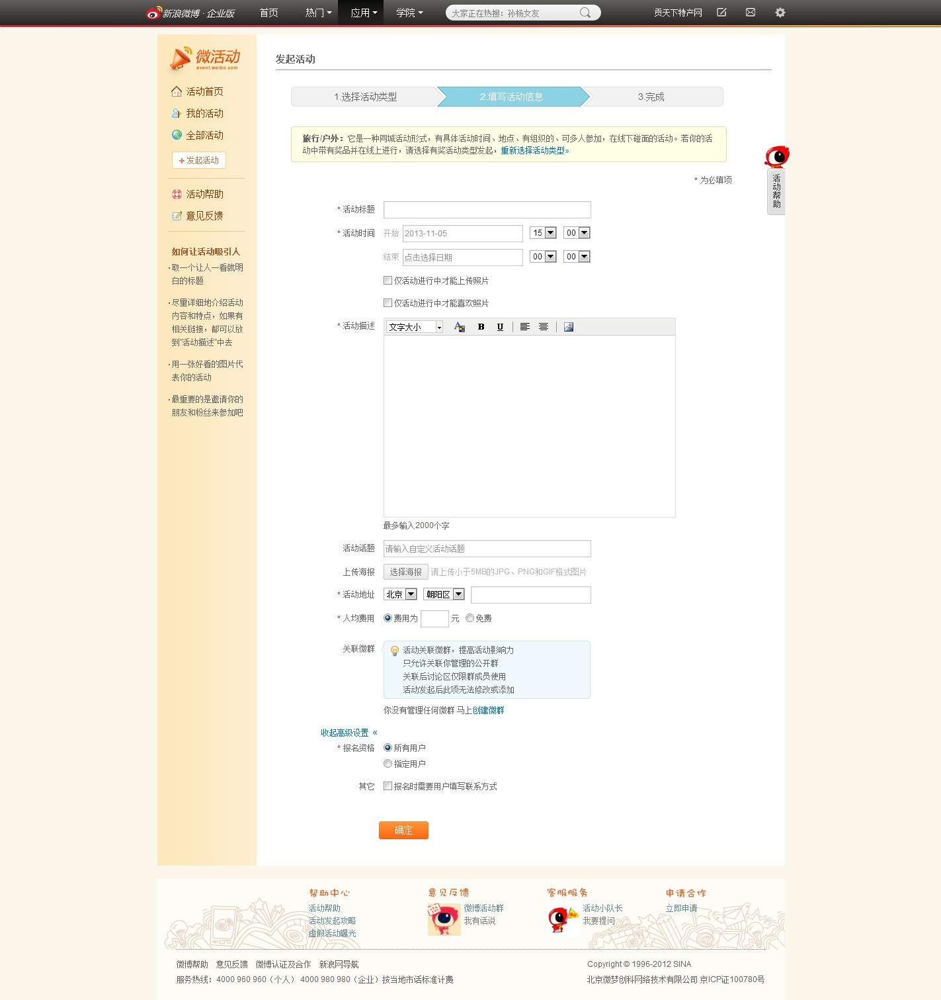 新浪微博·企业版 首页 热门 应用 学院 大家正在热搜：孙杨女友 贡天下特产网
微活动
event.weibo.com
活动首页
我的活动
全部活动
+ 发起活动
活动帮助
意见反馈
如何让活动吸引人
·取一个让人一看就明
白的标题
·尽量详细地介绍活动
内容和特点，如果有
相关链接，都可以放
到"活动描述"中去
·用一张好看的图片代
表你的活动
·最重要的是邀请你的
朋友和粉丝来参加吧
发起活动
1.选择活动类型 2.填写活动信息 3.完成
旅行/户外：它是一种同城活动形式，有具体活动时间、地点、有组织的、可多人参加，在线下碰面的活动。若你的活
动中带有奖品并在线上进行，请选择有奖活动类型发起，重新选择活动类型»
* 为必填项
活动帮助
* 活动标题
* 活动时间 开始 2013-11-05 15 00
结束 点击选择日期 00 00
仅活动进行中才能上传照片
仅活动进行中才能喜欢照片
* 活动描述 文字大小 B U
最多输入2000个字
活动话题 请输入自定义活动话题
上传海报 选择海报 请上传小于5MB的JPG、PNG和GIF格式图片
* 活动地址 北京 朝阳区
* 人均费用 费用为 元 免费
关联微群 活动关联微群，提高活动影响力
只允许关联你管理的公开群
关联后讨论区仅限群成员使用
活动发起后此项无法修改或添加
你没有管理任何微群 马上创建微群
收起高级设置 «
* 报名资格 所有用户
指定用户
其它 报名时需要用户填写联系方式
确定
帮助中心 意见反馈 客服服务 申请合作
活动帮助 微博活动群 活动小队长 立即申请
活动发起攻略 我有话说 我要提问
虚假活动曝光
微博帮助 意见反馈 微博认证及合作 新浪网导航 Copyright © 1996-2012 SINA
服务热线：4000 960 960（个人） 4000 980 980（企业）按当地市话标准计费 北京微梦创科网络技术有限公司 京ICP证100780号